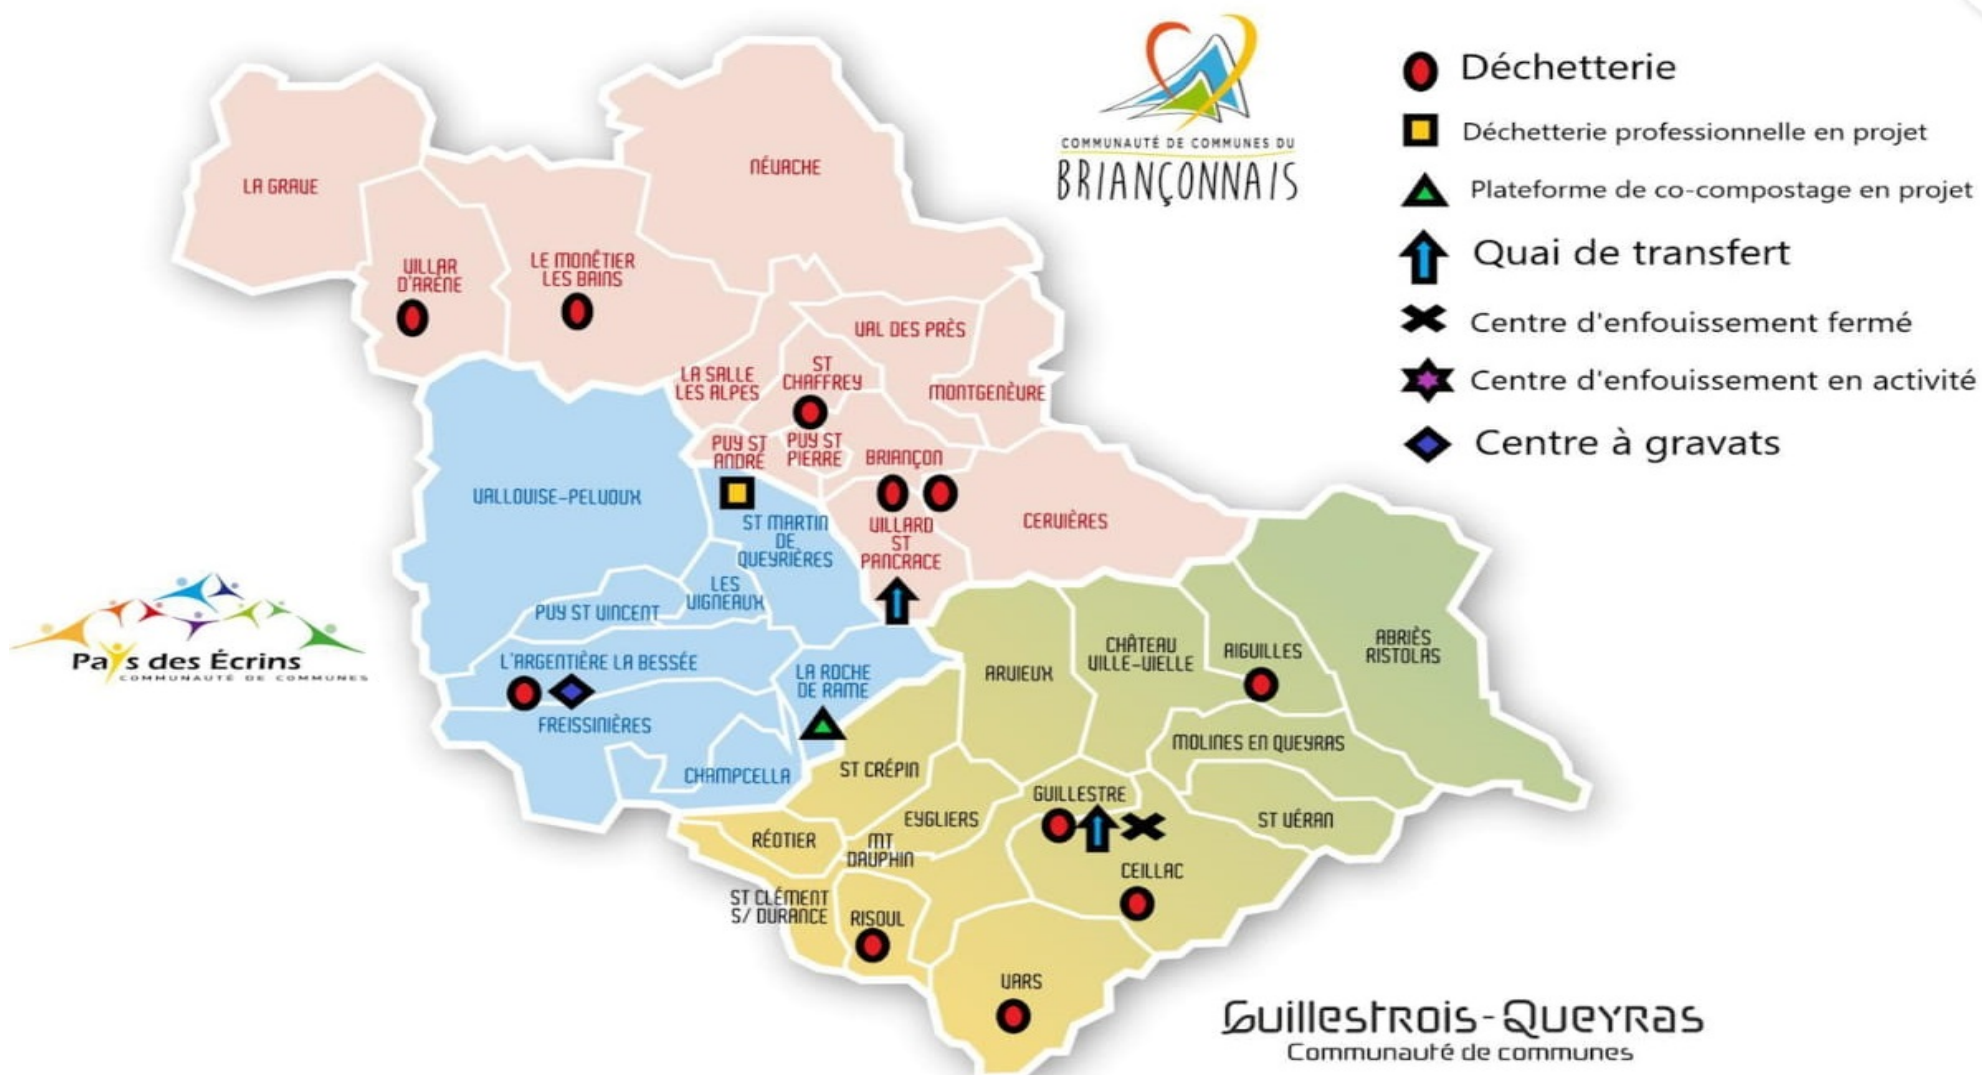 COMMUNAUTÉ DE COMMUNES DU
BRIANÇONNAIS
Déchetterie
Déchetterie professionnelle en projet
Plateforme de co-compostage en projet
Quai de transfert
Centre d'enfouissement fermé
Centre d'enfouissement en activité
Centre à gravats
NÉVACHE
LA GRAVE
VILLAR
D'ARÈNE
LE MONÊTIER
LES BAINS
VAL DES PRÈS
LA SALLE
LES ALPES
ST
CHAFFREY
MONTGENÈVRE
PUY ST
ANDRÉ
PUY ST
PIERRE
BRIANÇON
VILLARD
ST
PANCRACE
CERVIÈRES
VALLOUISE-PELVOUX
ST MARTIN
DE
QUEYRIÈRES
LES
VIGNEAUX
PUY ST VINCENT
L'ARGENTIÈRE LA BESSÉE
LA ROCHE
DE RAME
FREISSINIÈRES
CHAMPCELLA
Pays des Écrins
COMMUNAUTÉ DE COMMUNES
ARVIEUX
CHÂTEAU
VILLE-VIELLE
AIGUILLES
ABRIÈS
RISTOLAS
MOLINES EN QUEYRAS
ST VÉRAN
ST CRÉPIN
GUILLESTRE
EYGLIERS
RÉOTIER
MT
DAUPHIN
CEILLAC
ST CLÉMENT
S/ DURANCE
RISOUL
VARS
Guillestrois-Queyras
Communauté de communes